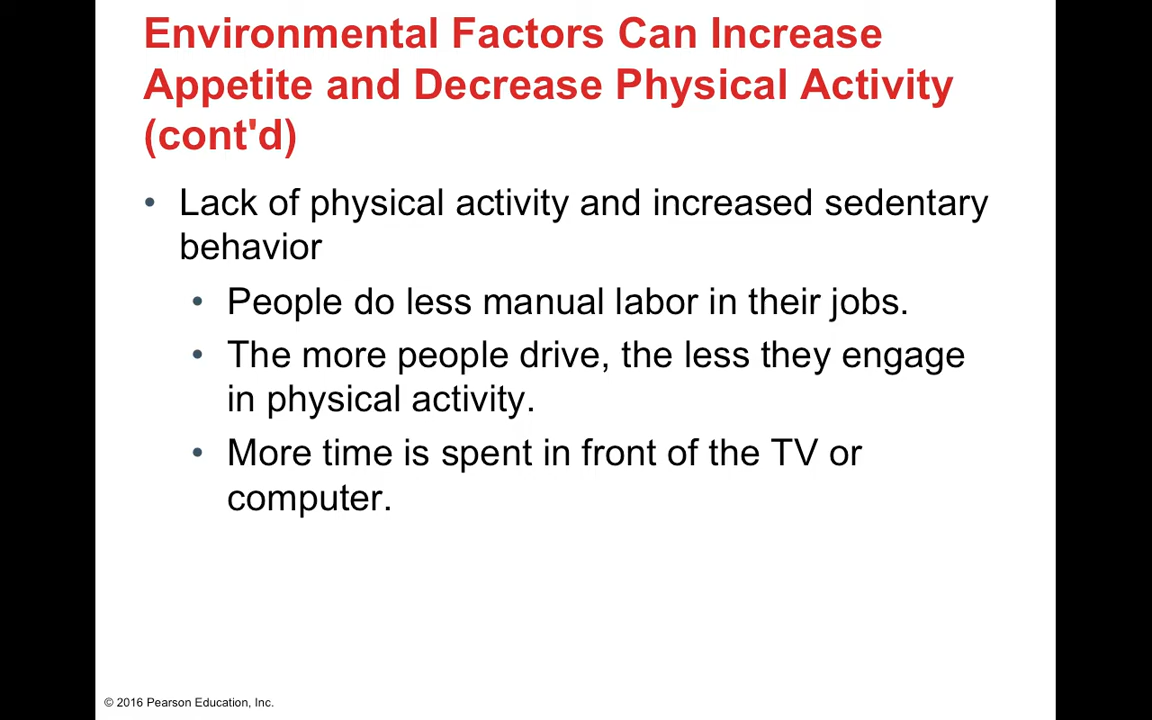 Environmental Factors Can Increase
Appetite and Decrease Physical Activity
(cont'd)
• Lack of physical activity and increased sedentary
behavior
• People do less manual labor in their jobs.
• The more people drive, the less they engage
in physical activity.
• More time is spent in front of the TV or
computer.
© 2016 Pearson Education, Inc.